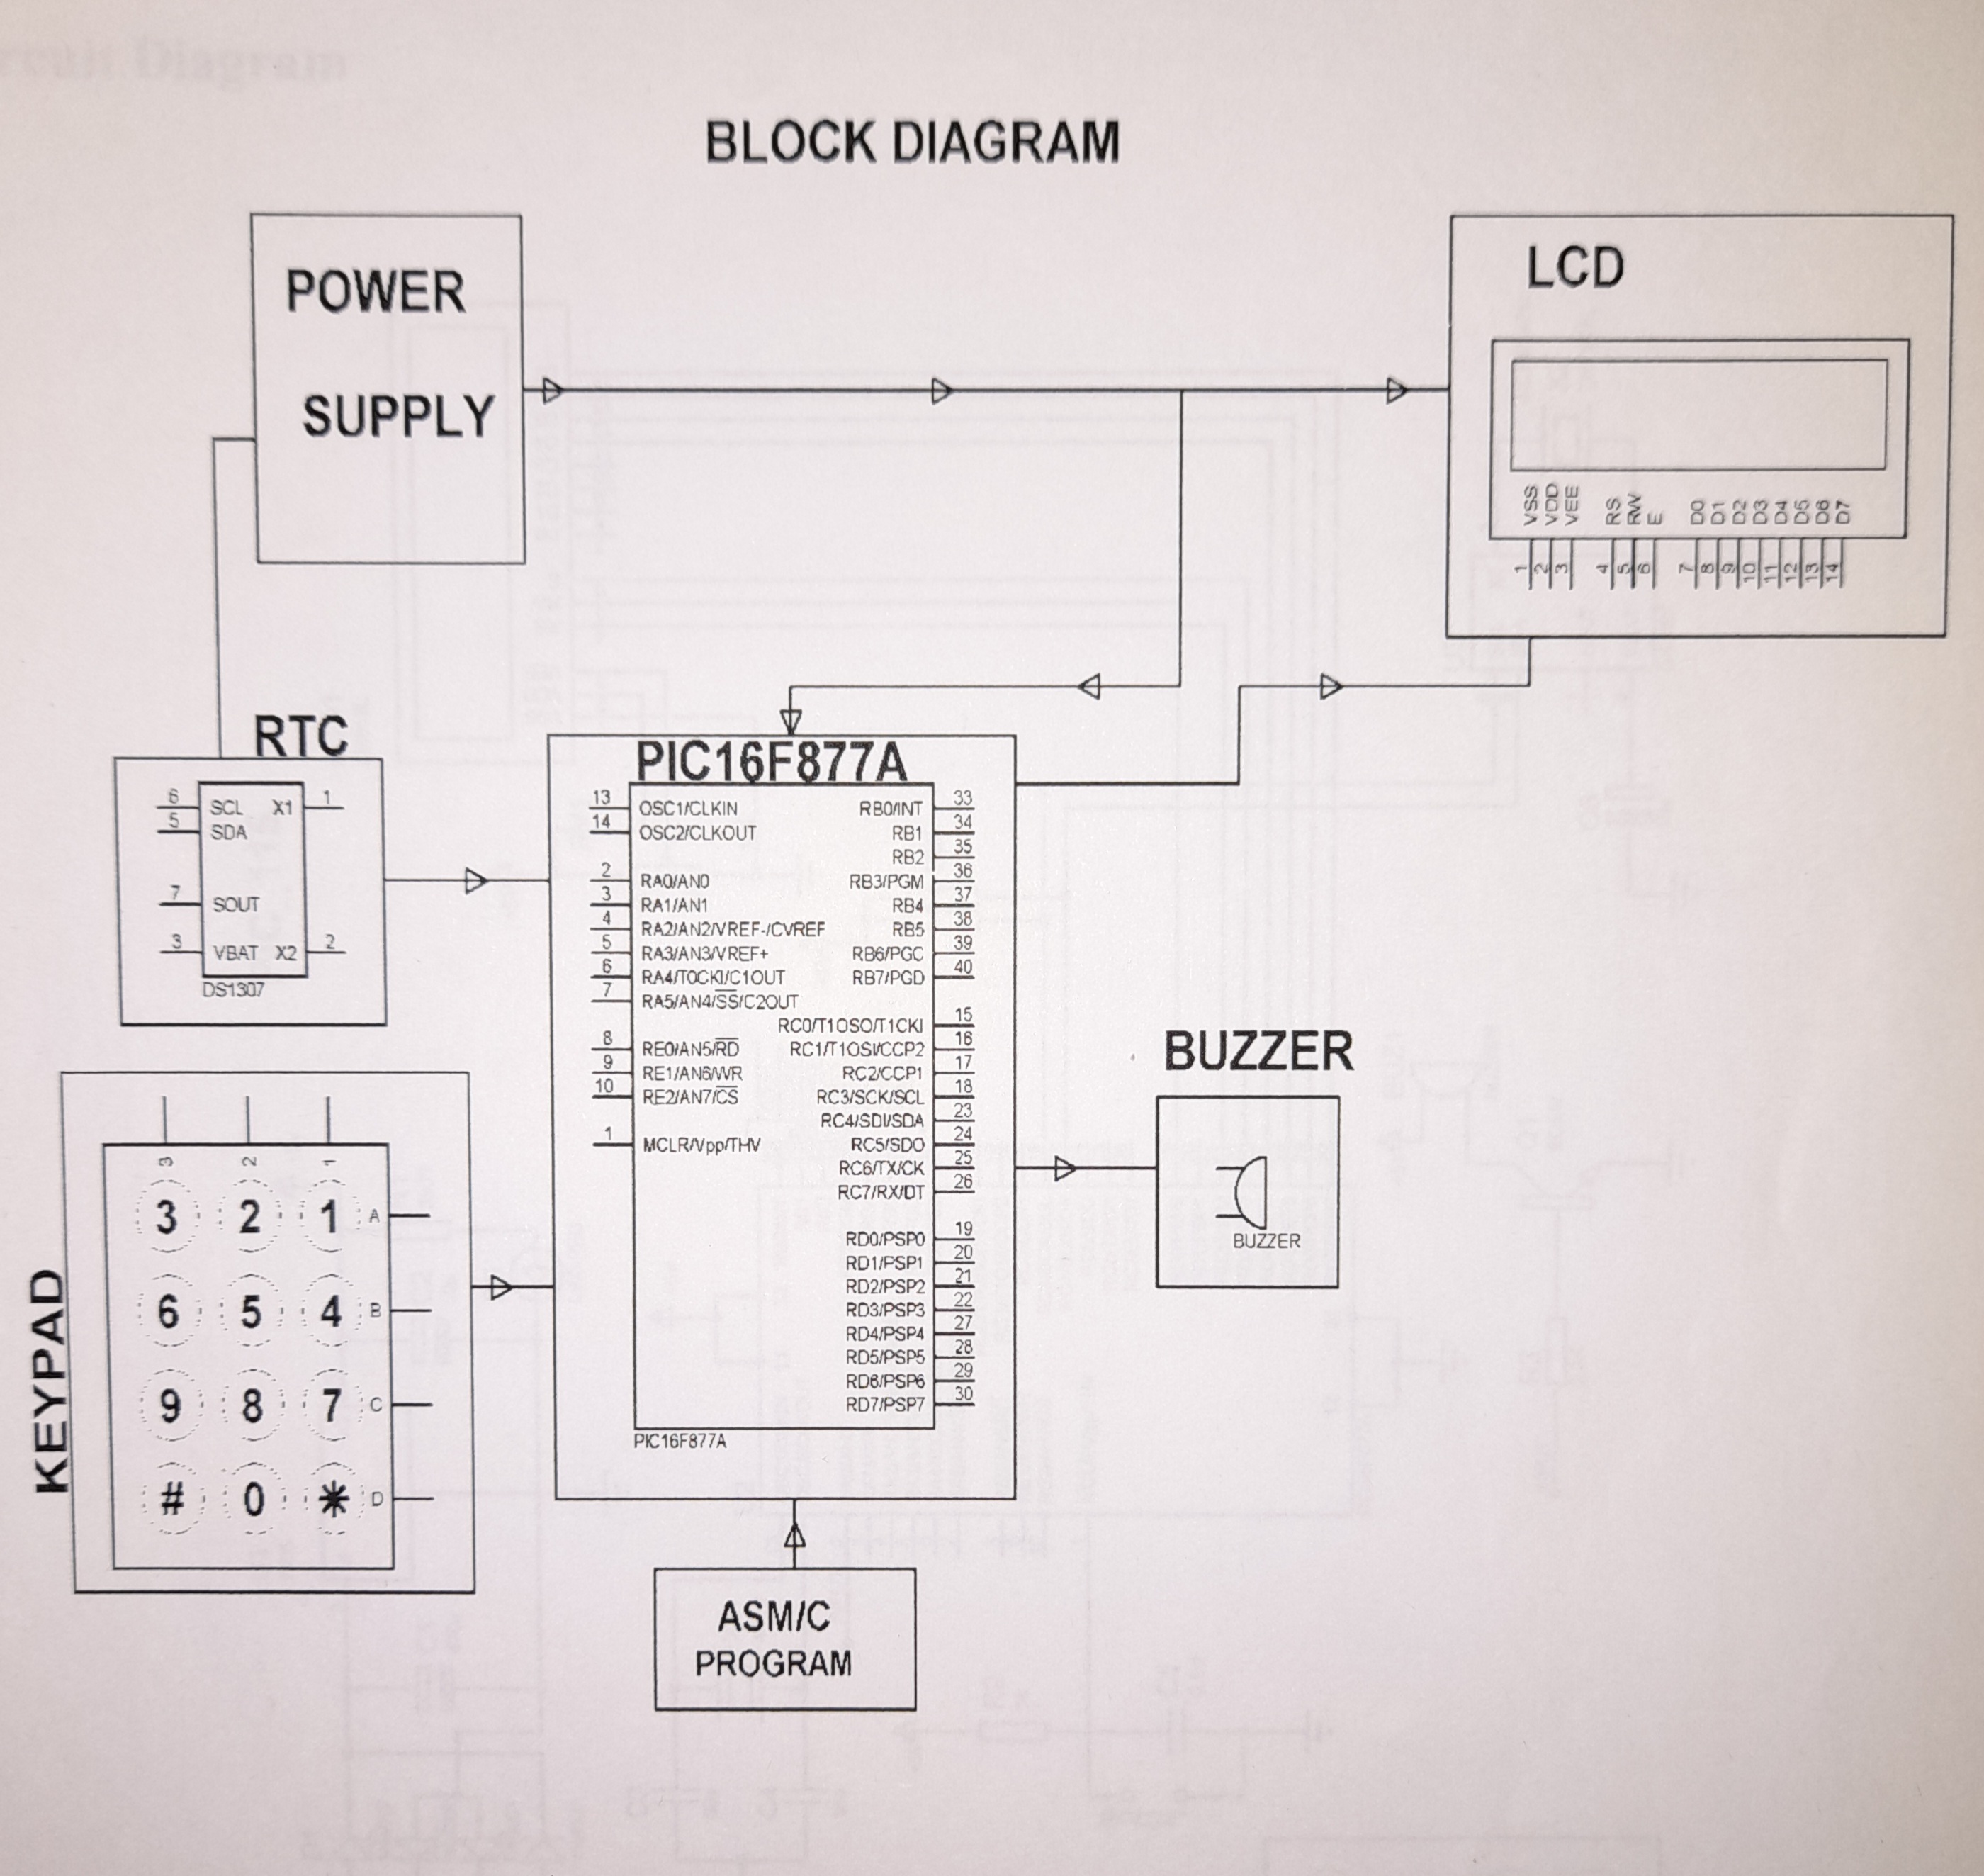 rcuit Diagram
BLOCK DIAGRAM
POWER
SUPPLY
LCD
VSS
VDD
VEE
RS
RW
E
D0
D1
D2
D3
D4
D5
D6
D7
1
2
3
4
5
6
7
8
9
10
11
12
13
14
RTC
6 SCL X1 1
5 SDA
7 SOUT
3 VBAT X2 2
DS1307
PIC16F877A
13 OSC1/CLKIN RB0/INT 33
14 OSC2/CLKOUT RB1 34
RB2 35
2 RA0/AN0 RB3/PGM 36
3 RA1/AN1 RB4 37
4 RA2/AN2/VREF-/CVREF RB5 38
5 RA3/AN3/VREF+ RB6/PGC 39
6 RA4/T0CKI/C1OUT RB7/PGD 40
7 RA5/AN4/SS/C2OUT
RC0/T1OSO/T1CKI 15
8 RE0/AN5/RD RC1/T1OSI/CCP2 16
9 RE1/AN6/WR RC2/CCP1 17
10 RE2/AN7/CS RC3/SCK/SCL 18
RC4/SDI/SDA 23
1 MCLR/Vpp/THV RC5/SDO 24
RC6/TX/CK 25
RC7/RX/DT 26
RD0/PSP0 19
RD1/PSP1 20
RD2/PSP2 21
RD3/PSP3 22
RD4/PSP4 27
RD5/PSP5 28
RD6/PSP6 29
RD7/PSP7 30
PIC16F877A
BUZZER
BUZZER
KEYPAD
3 2 1
3 2 1 A
6 5 4 B
9 8 7 C
# 0 * D
ASM/C
PROGRAM